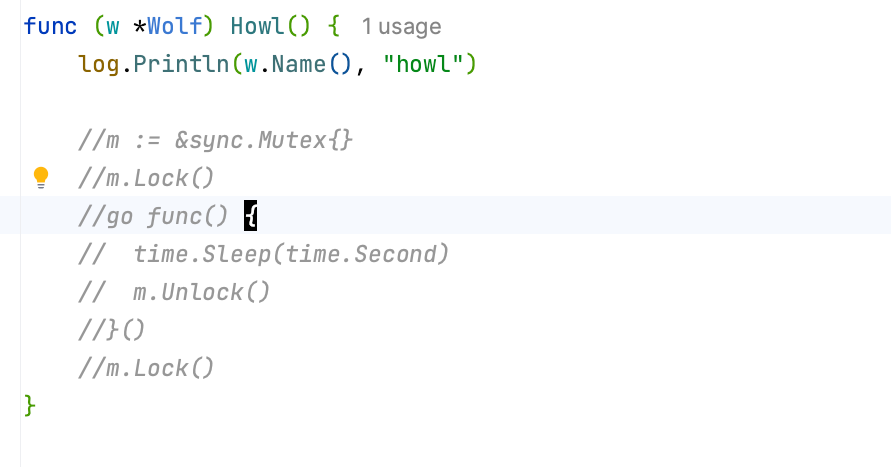 func (w *Wolf) Howl() { 1 usage
    log.Println(w.Name(), "howl")
    //m := &sync.Mutex{}
    //m.Lock()
    //go func() {
    //  time.Sleep(time.Second)
    //  m.Unlock()
    //}()
    //m.Lock()
}